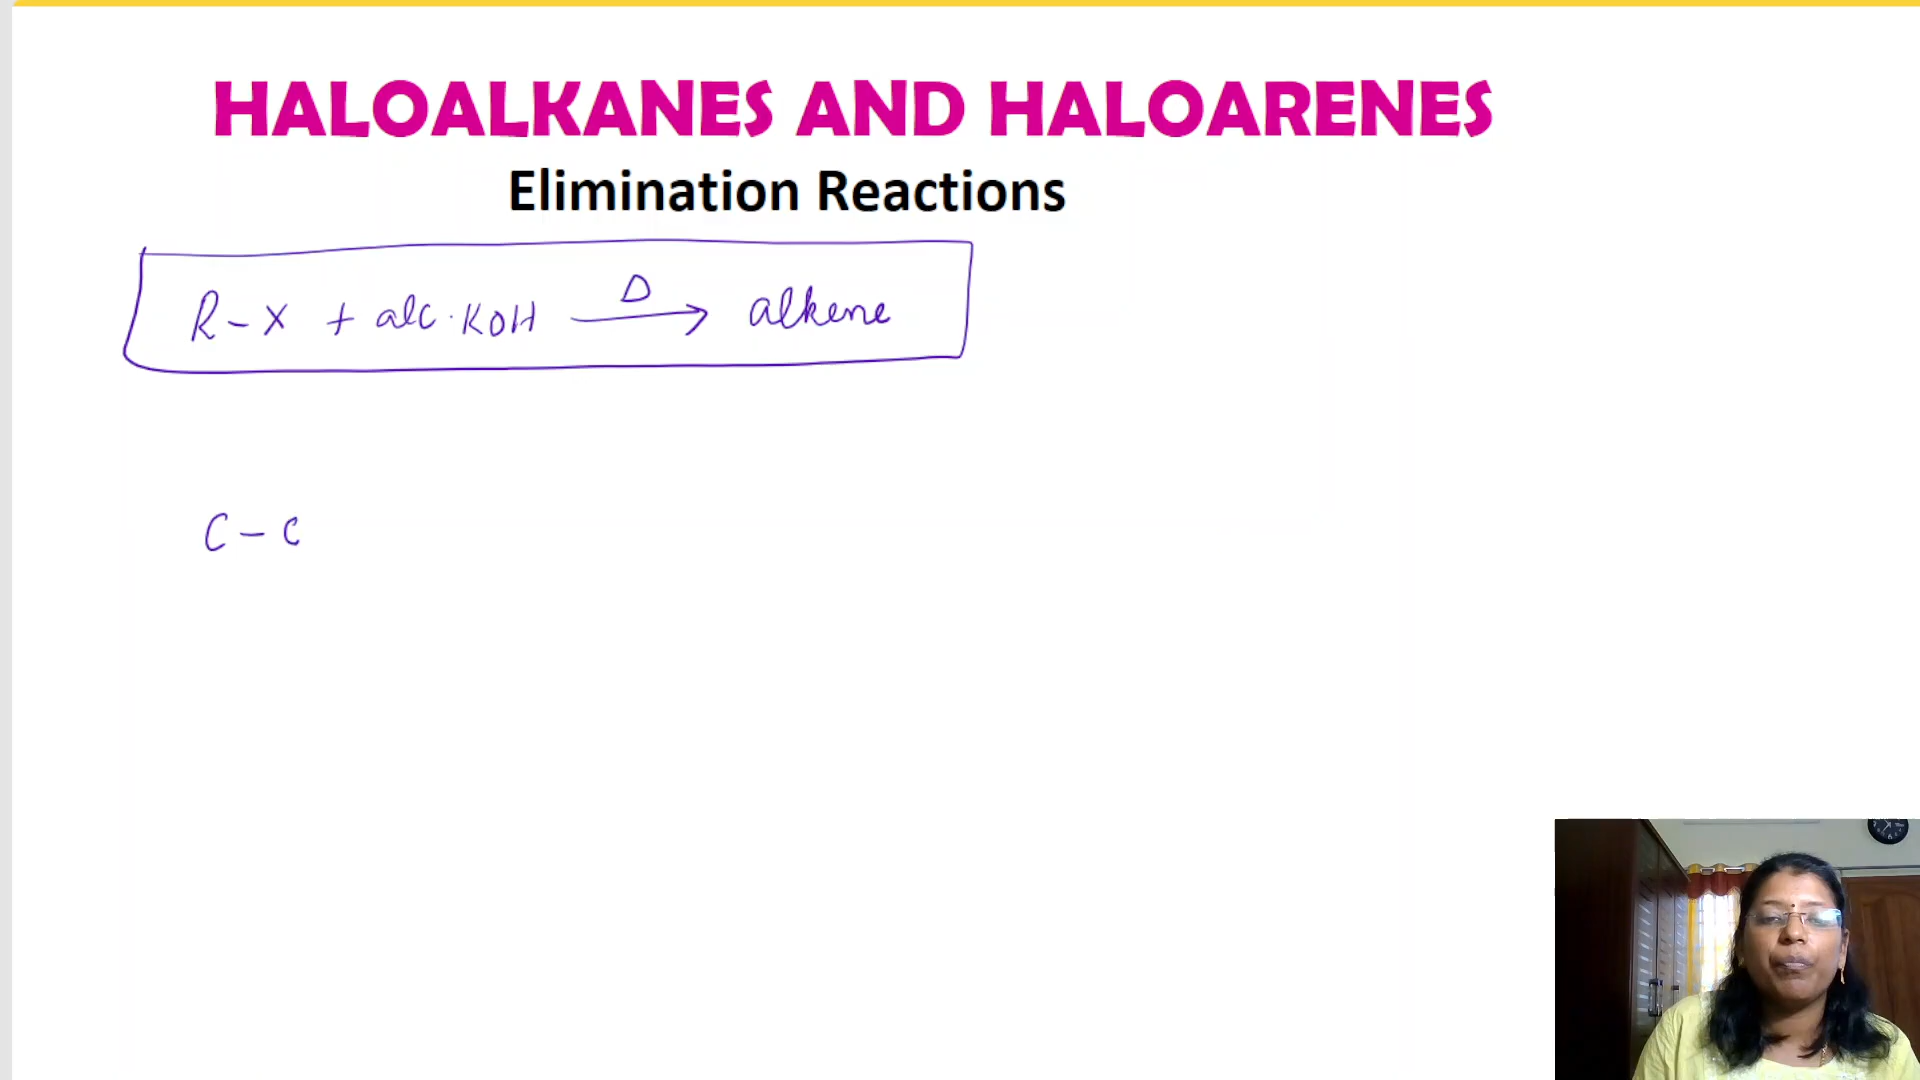 HALOALKANES AND HALOARENES
Elimination Reactions
R-X + alc·KOH —Δ→ alkene
C-C